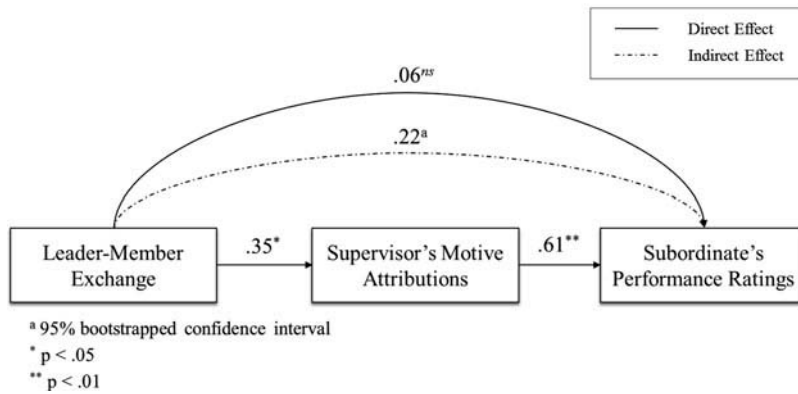 Direct Effect
Indirect Effect
.06ns
.22a
Leader-Member
Exchange
.35*
Supervisor's Motive
Attributions
.61**
Subordinate's
Performance Ratings
a 95% bootstrapped confidence interval
* p < .05
** p < .01